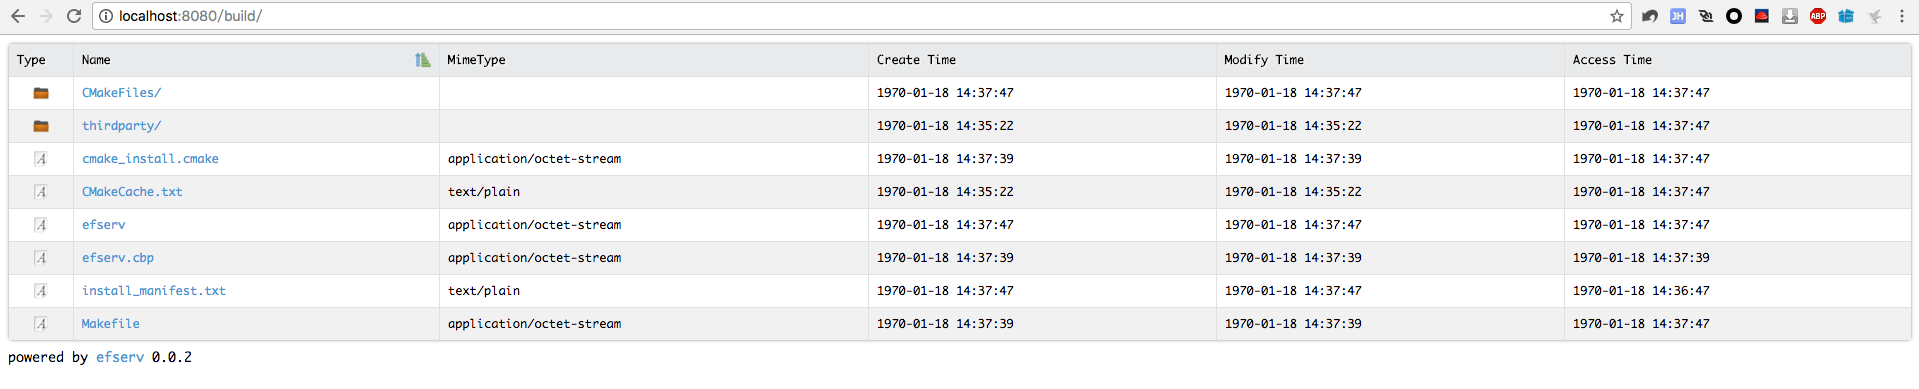 localhost:8080/build/
JH ABP
Type Name MimeType Create Time Modify Time Access Time
CMakeFiles/ 1970-01-18 14:37:47 1970-01-18 14:37:47 1970-01-18 14:37:47
thirdparty/ 1970-01-18 14:35:22 1970-01-18 14:35:22 1970-01-18 14:37:47
A cmake_install.cmake application/octet-stream 1970-01-18 14:37:39 1970-01-18 14:37:39 1970-01-18 14:37:47
A CMakeCache.txt text/plain 1970-01-18 14:35:22 1970-01-18 14:35:22 1970-01-18 14:37:47
A efserv application/octet-stream 1970-01-18 14:37:47 1970-01-18 14:37:47 1970-01-18 14:37:47
A efserv.cbp application/octet-stream 1970-01-18 14:37:39 1970-01-18 14:37:39 1970-01-18 14:37:39
A install_manifest.txt text/plain 1970-01-18 14:37:47 1970-01-18 14:37:47 1970-01-18 14:36:47
A Makefile application/octet-stream 1970-01-18 14:37:39 1970-01-18 14:37:39 1970-01-18 14:37:47
powered by efserv 0.0.2